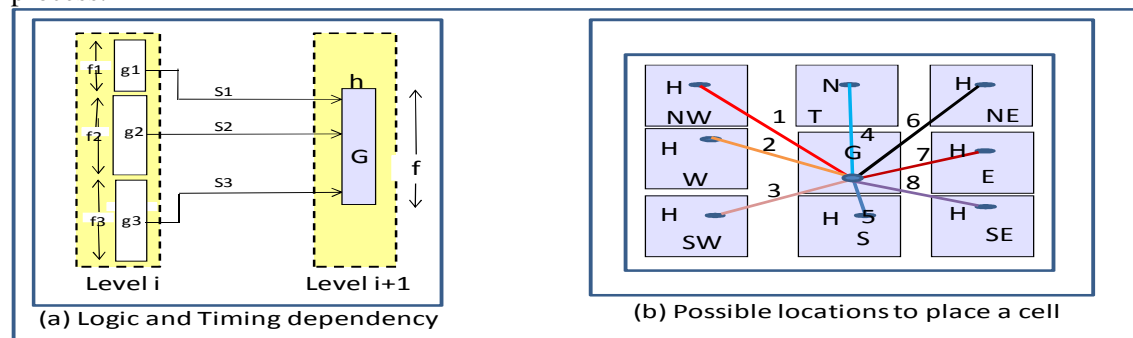 f1
g1
S1
h
f2
g2
S2
G
f
S3
f3
g3
Level i
Level i+1
(a) Logic and Timing dependency
H
NW
N
T
H
NE
1
4
6
2
G
7
H
W
H
E
3
8
H
SW
H
5
S
H
SE
(b) Possible locations to place a cell